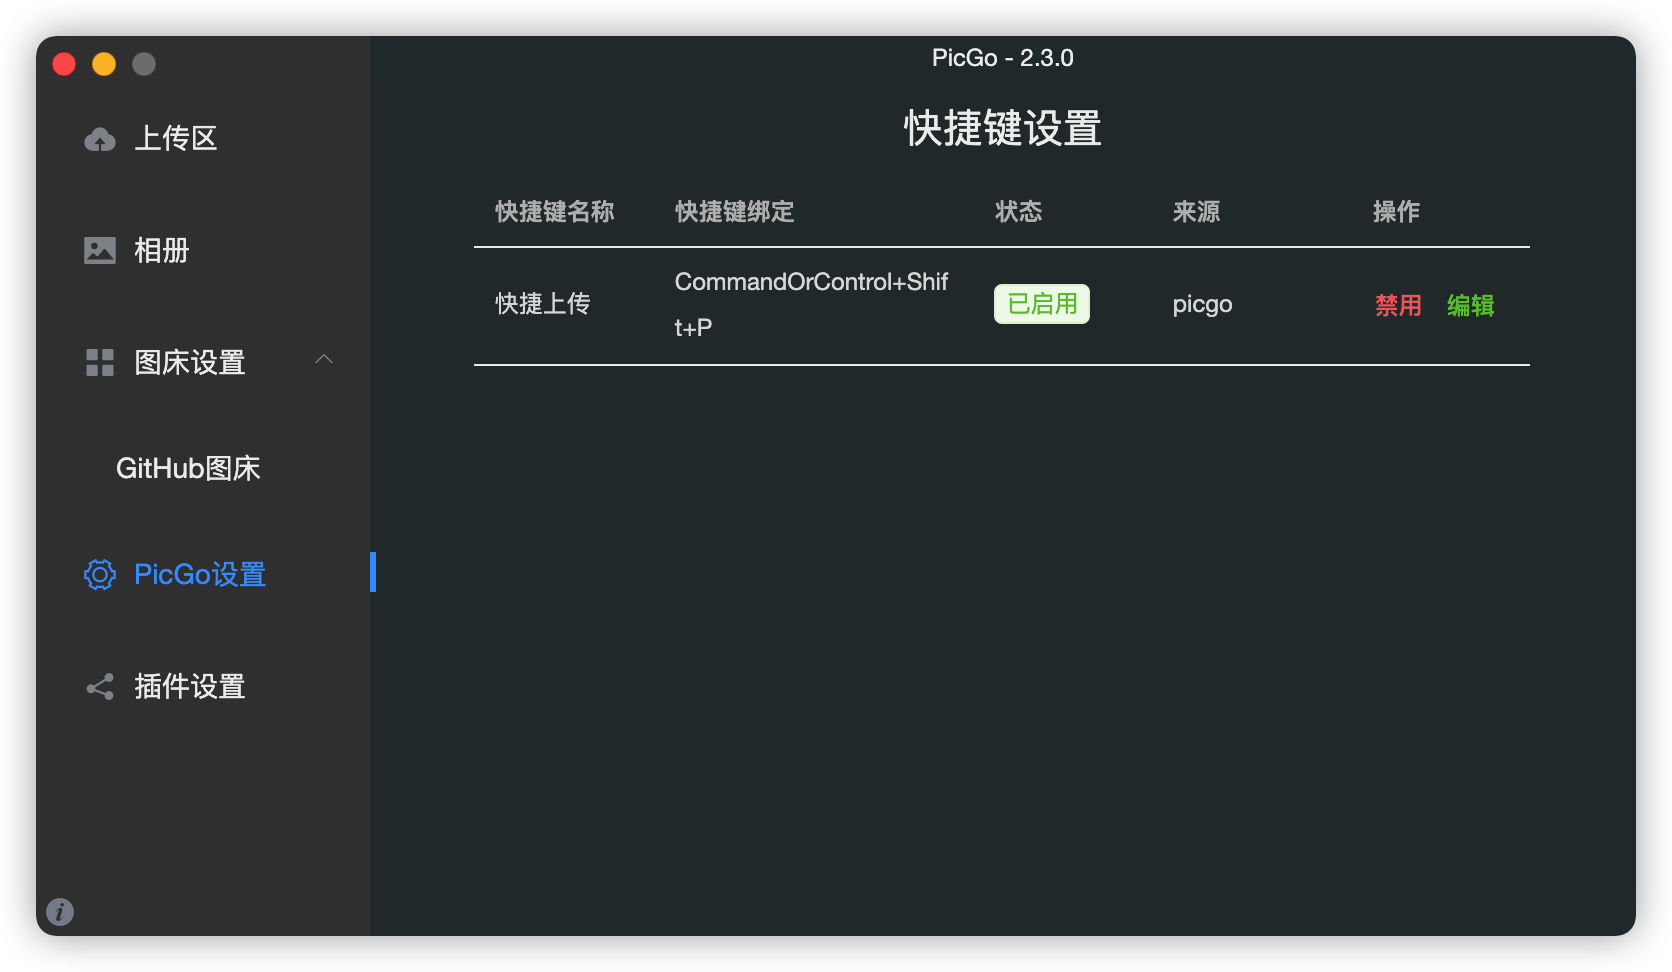 PicGo - 2.3.0
上传区
相册
图床设置
GitHub图床
PicGo设置
插件设置
快捷键设置
快捷键名称 快捷键绑定 状态 来源 操作
快捷上传 CommandOrControl+Shif
t+P 已启用 picgo 禁用 编辑
i